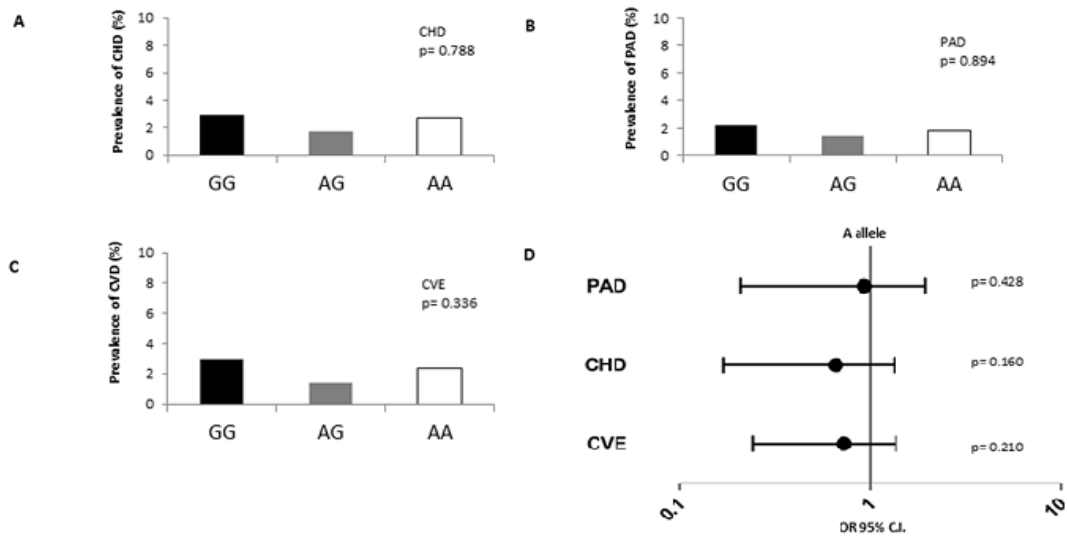 A
Prevalence of CHD (%)
10
8
6
4
2
0
CHD
p= 0.788
GG AG AA
B
Prevalence of PAD (%)
10
8
6
4
2
0
PAD
p= 0.894
GG AG AA
C
Prevalence of CVD (%)
10
8
6
4
2
0
CVE
p= 0.336
GG AG AA
D
A allele
PAD p= 0.428
CHD p= 0.160
CVE p= 0.210
0.1 1 10
OR 95% C.I.